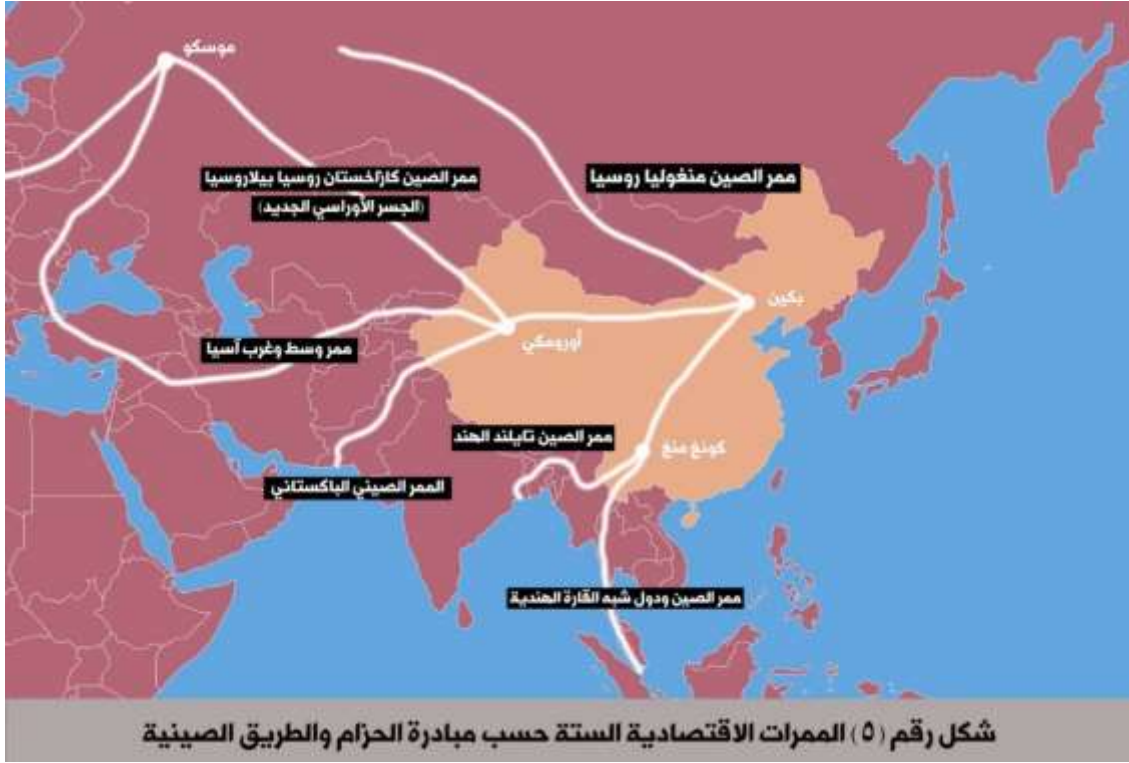 موسكو
ممر الصين منغوليا روسيا
ممر الصين كازاخستان روسيا بيلاروسيا
(الجسر الأوراسي الجديد)
بكين
أورومكي
ممر وسط وغرب آسيا
ممر الصين تايلند الهند
كونغ منغ
الممر الصيني الباكستاني
ممر الصين ودول شبه القارة الهندية
شكل رقم (٥) الممرات الاقتصادية الستة حسب مبادرة الحزام والطريق الصينية